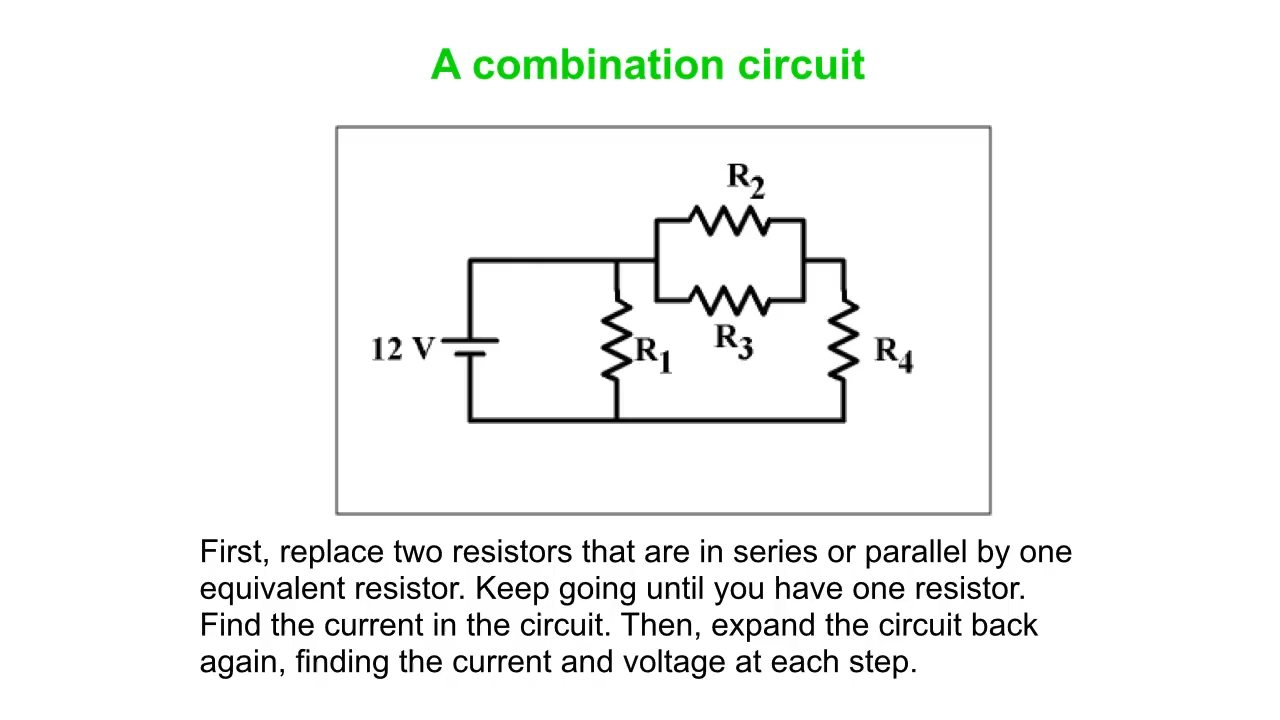 A combination circuit
R2
12 V
R1
R3
R4
First, replace two resistors that are in series or parallel by one
equivalent resistor. Keep going until you have one resistor.
Find the current in the circuit. Then, expand the circuit back
again, finding the current and voltage at each step.